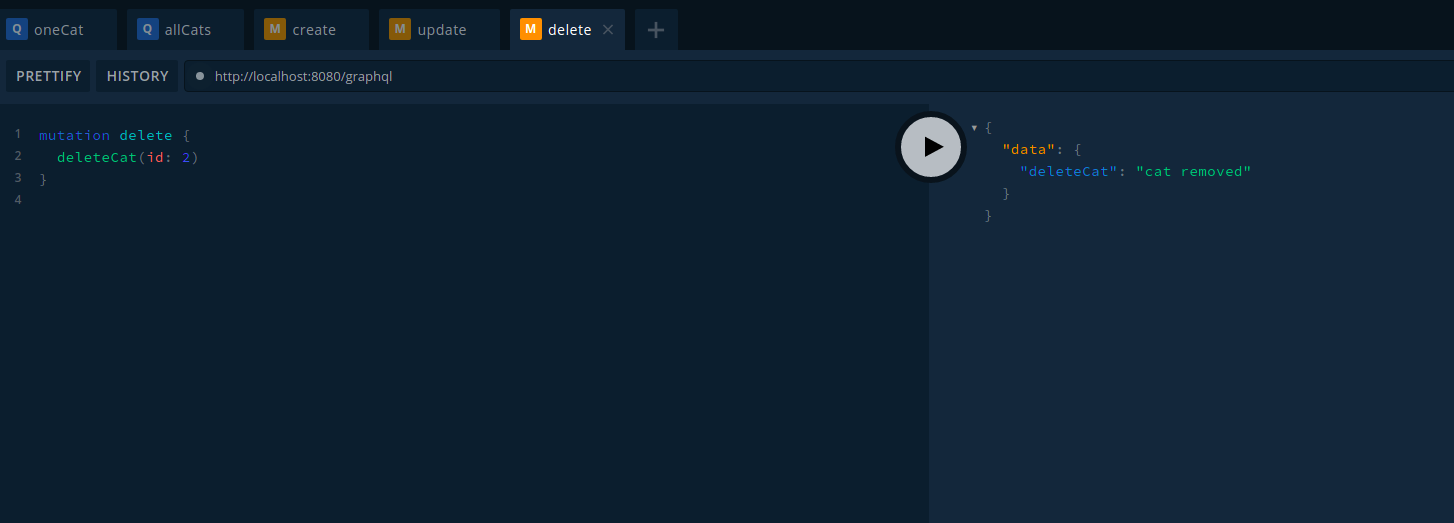 Q oneCat Q allCats M create M update M delete × +
PRETTIFY HISTORY http://localhost:8080/graphql
1 mutation delete {
2 deleteCat(id: 2)
3 }
4
{
"data": {
"deleteCat": "cat removed"
}
}